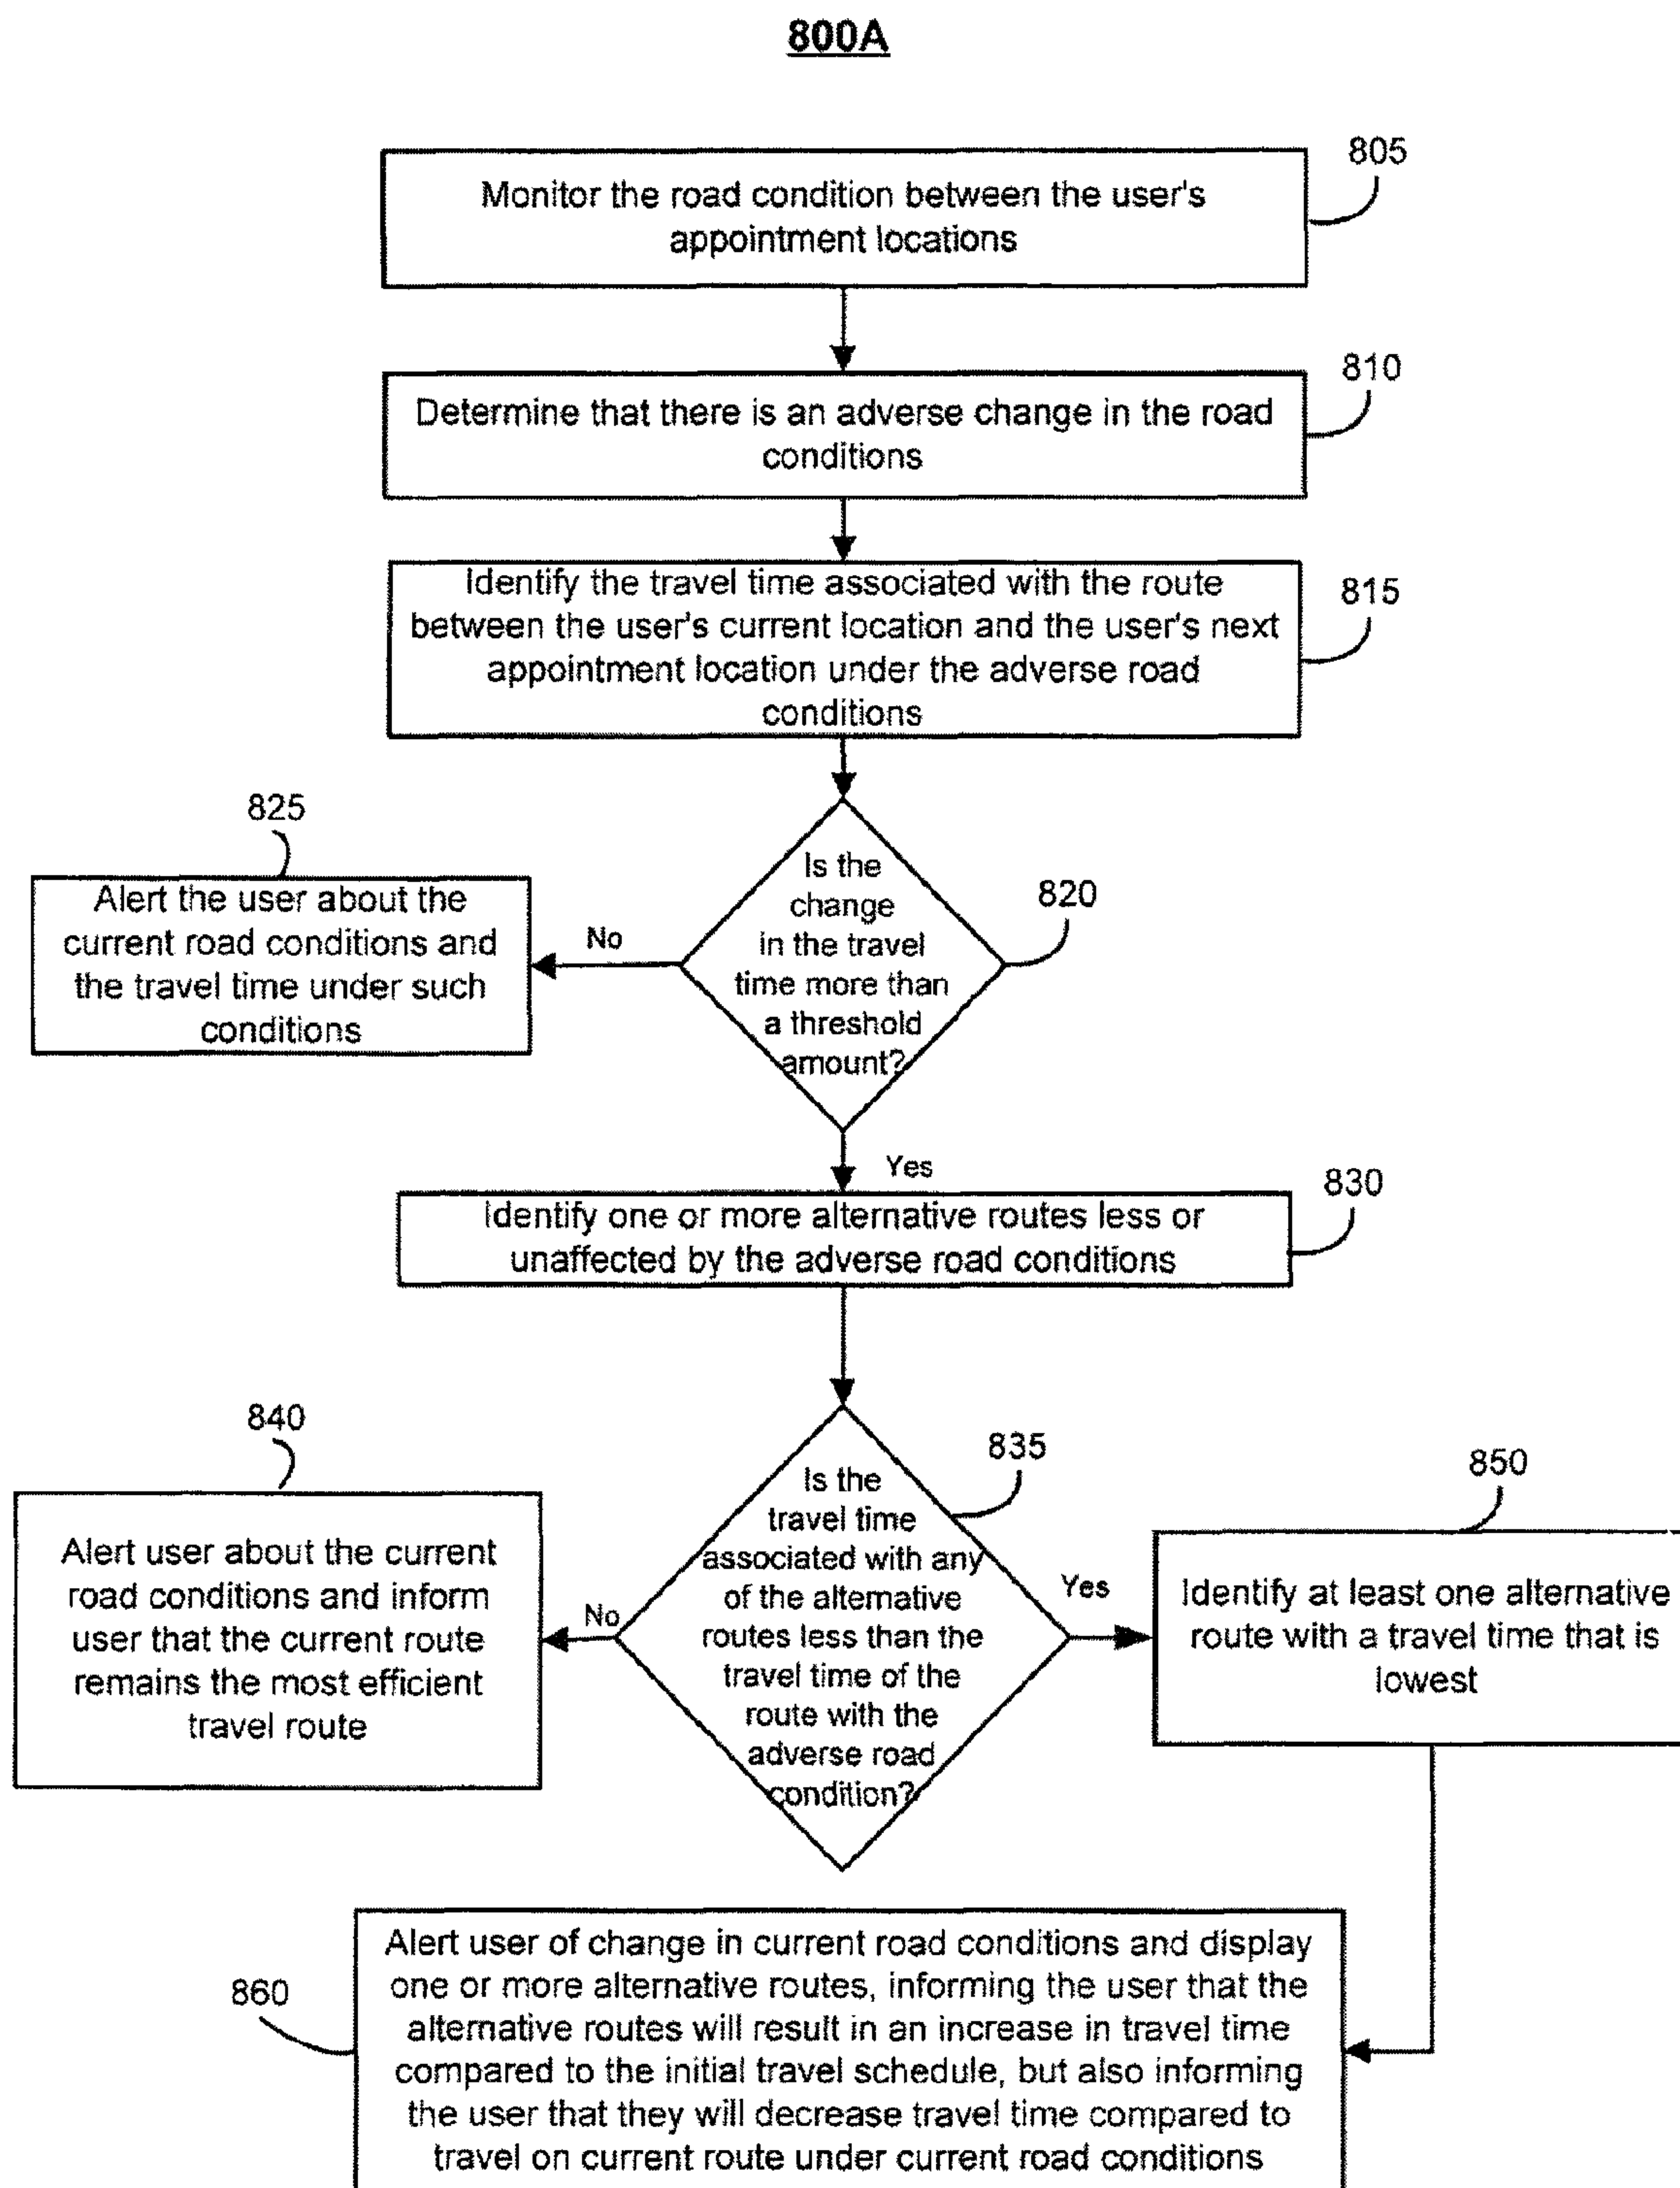 800A
805
Monitor the road condition between the user's
appointment locations
810
Determine that there is an adverse change in the road
conditions
815
Identify the travel time associated with the route
between the user's current location and the user's next
appointment location under the adverse road
conditions
825
Alert the user about the
current road conditions and
the travel time under such
conditions
No
820
Is the
change
in the travel
time more than
a threshold
amount?
Yes
830
Identify one or more alternative routes less or
unaffected by the adverse road conditions
840
Alert user about the current
road conditions and inform
user that the current route
remains the most efficient
travel route
No
835
Is the
travel time
associated with any
of the alternative
routes less than the
travel time of the
route with the
adverse road
condition?
Yes
850
Identify at least one alternative
route with a travel time that is
lowest
860
Alert user of change in current road conditions and display
one or more alternative routes, informing the user that the
alternative routes will result in an increase in travel time
compared to the initial travel schedule, but also informing
the user that they will decrease travel time compared to
travel on current route under current road conditions